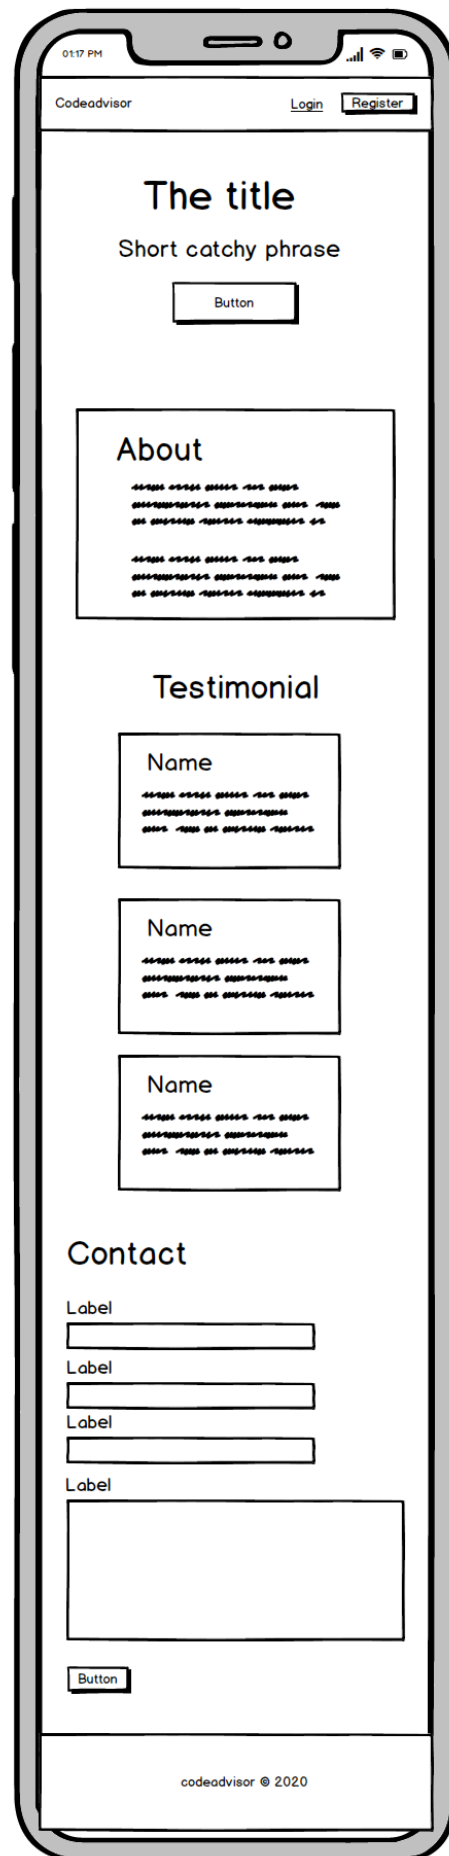 01:17 PM
Codeadvisor Login Register
The title
Short catchy phrase
Button
About
Testimonial
Name
Name
Name
Contact
Label
Label
Label
Label
Button
codeadvisor © 2020